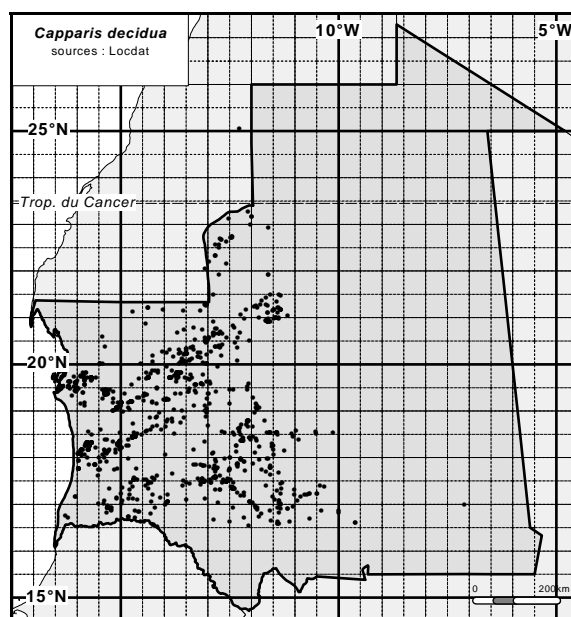 Capparis decidua
sources : Locdat
10°W
5°W
25°N
Trop. du Cancer
20°N
15°N
0 200km